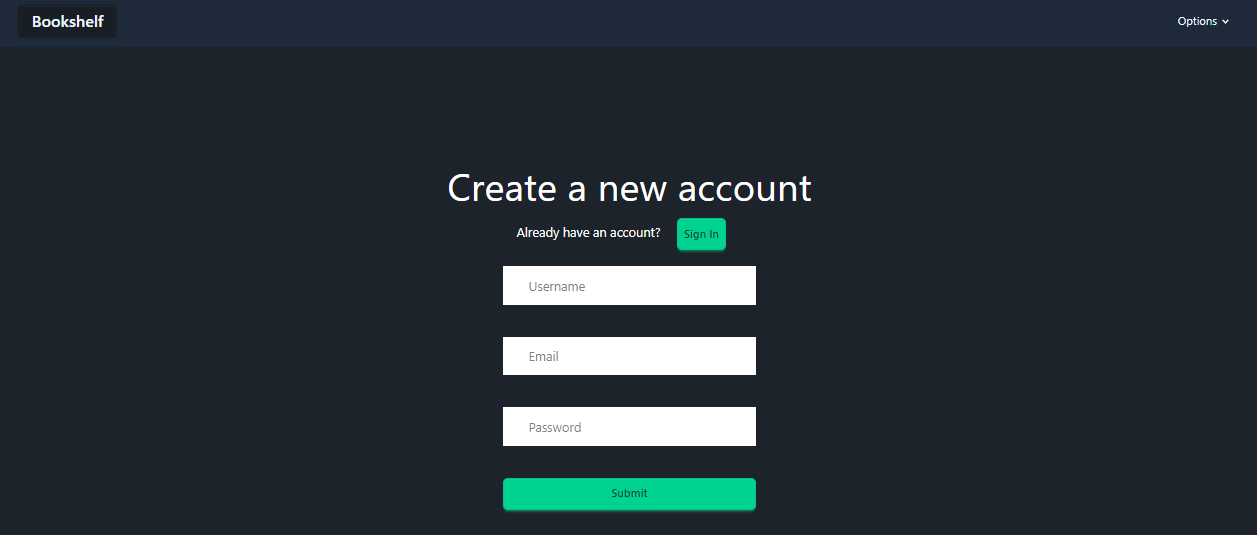 Bookshelf
Options
Create a new account
Already have an account? Sign In
Username
Email
Password
Submit